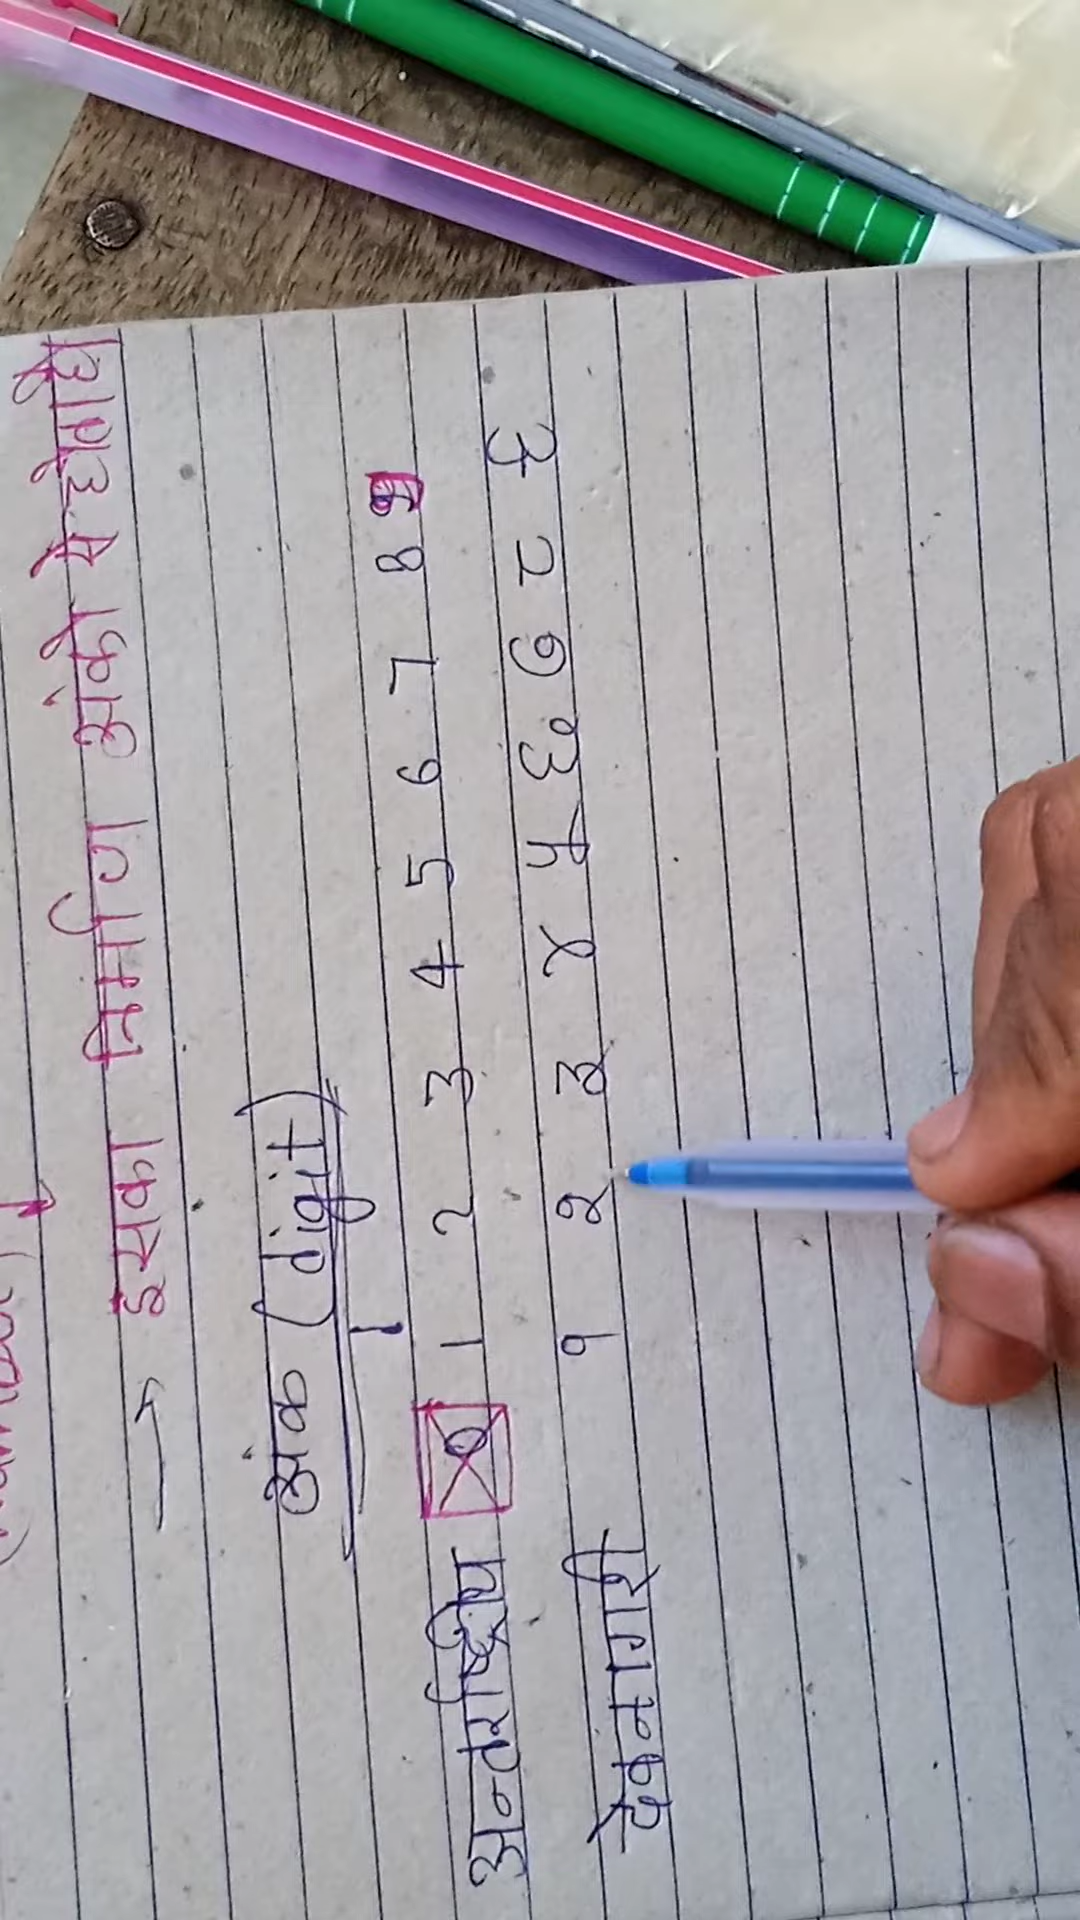 → इसका निर्माण अंको से होता हैं
अंक (digit)
अन्तर्राष्ट्रिय 0 1 2 3 4 5 6 7 8 9
देवनागरी १ २ ३ ४ ५ ६ ७ ८ ९